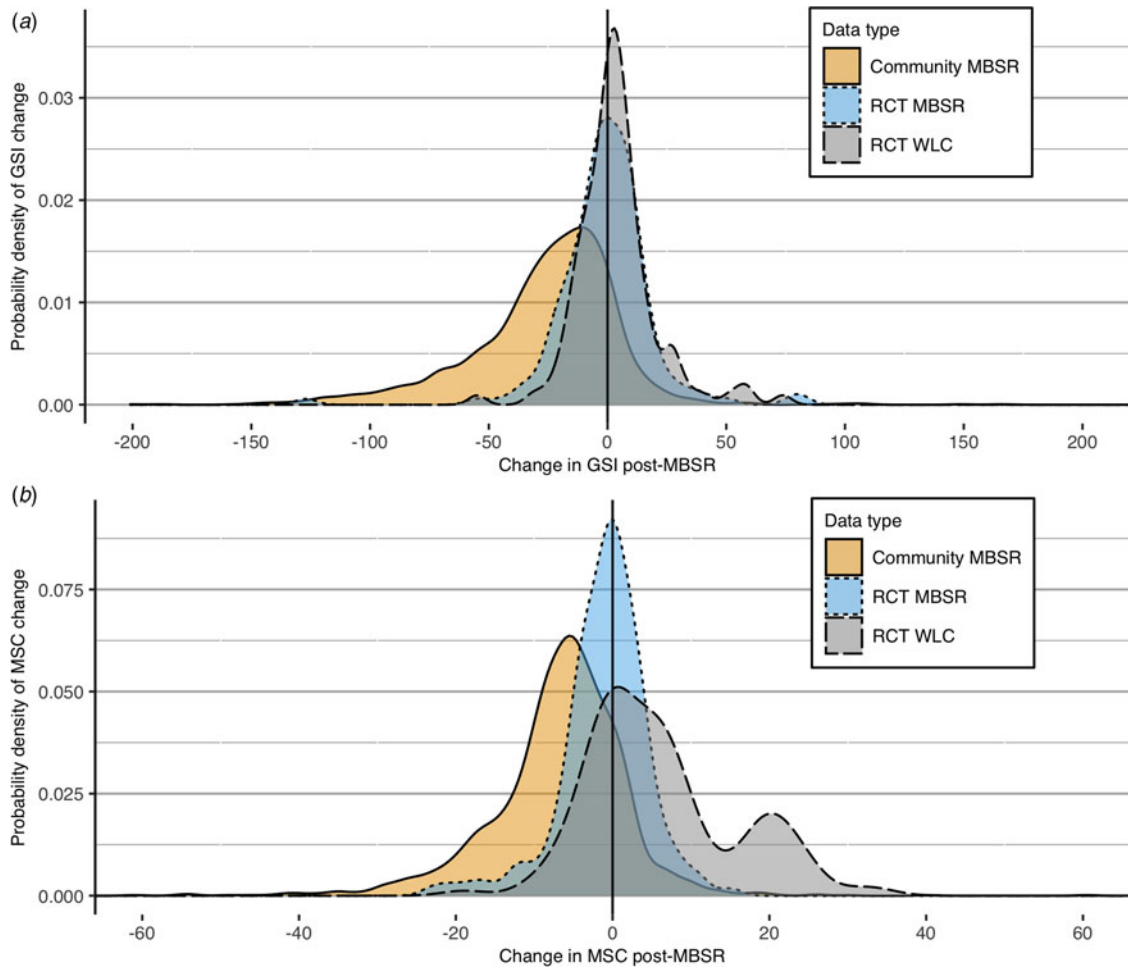 (a)
Data type
Community MBSR
RCT MBSR
RCT WLC
Probability density of GSI change
0.03
0.02
0.01
0.00
-200 -150 -100 -50 0 50 100 150 200
Change in GSI post-MBSR
(b)
Data type
Community MBSR
RCT MBSR
RCT WLC
Probability density of MSC change
0.075
0.050
0.025
0.000
-60 -40 -20 0 20 40 60
Change in MSC post-MBSR